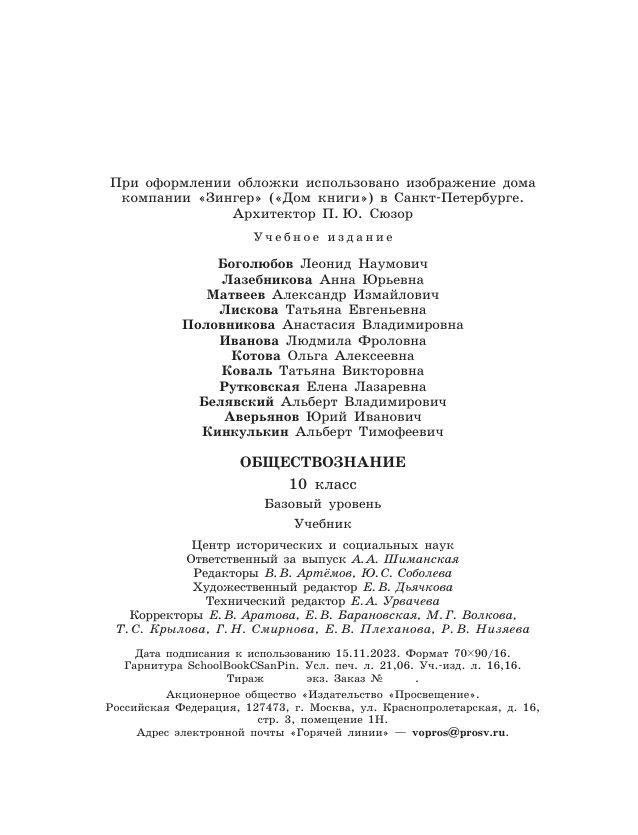 При оформлении обложки использовано изображение дома
компании «Зингер» («Дом книги») в Санкт-Петербурге.
Архитектор П. Ю. Сюзор
Учебное издание
Боголюбов Леонид Наумович
Лазебникова Анна Юрьевна
Матвеев Александр Измайлович
Лискова Татьяна Евгеньевна
Половникова Анастасия Владимировна
Иванова Людмила Фроловна
Котова Ольга Алексеевна
Коваль Татьяна Викторовна
Рутковская Елена Лазаревна
Белявский Альберт Владимирович
Аверьянов Юрий Иванович
Кинкулькин Альберт Тимофеевич
ОБЩЕСТВОЗНАНИЕ
10 класс
Базовый уровень
Учебник
Центр исторических и социальных наук
Ответственный за выпуск А. А. Шиманская
Редакторы В. В. Артёмов, Ю. С. Соболева
Художественный редактор Е. В. Дьячкова
Технический редактор Е. А. Урвачева
Корректоры Е. В. Аратова, Е. В. Барановская, М. Г. Волкова,
Т. С. Крылова, Г. Н. Смирнова, Е. В. Плеханова, Р. В. Низяева
Дата подписания к использованию 15.11.2023. Формат 70×90/16.
Гарнитура SchoolBookCSanPin. Усл. печ. л. 21,06. Уч.-изд. л. 16,16.
Тираж экз. Заказ № .
Акционерное общество «Издательство «Просвещение».
Российская Федерация, 127473, г. Москва, ул. Краснопролетарская, д. 16,
стр. 3, помещение 1Н.
Адрес электронной почты «Горячей линии» — vopros@prosv.ru.